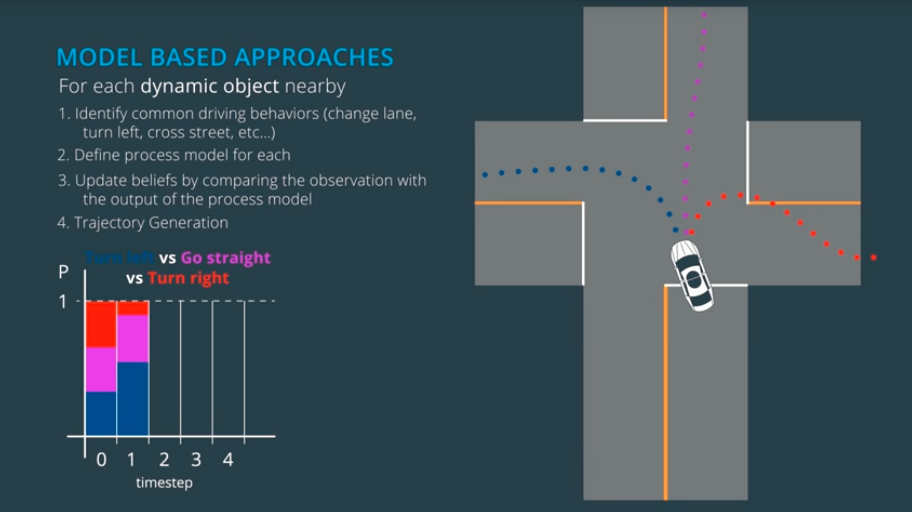 MODEL BASED APPROACHES
For each dynamic object nearby
1. Identify common driving behaviors (change lane,
turn left, cross street, etc...)
2. Define process model for each
3. Update beliefs by comparing the observation with
the output of the process model
4. Trajectory Generation
Turn left vs Go straight
vs Turn right
P
1
0 1 2 3 4
timestep